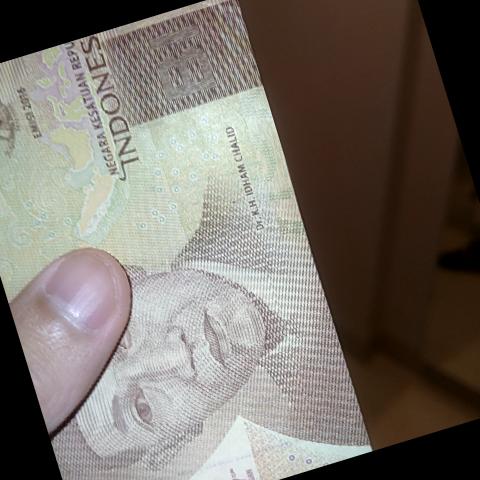 NEGARA KESATUAN REPU
INDONES
EMISI 2016
Dr. K.H. IDHAM CHALID